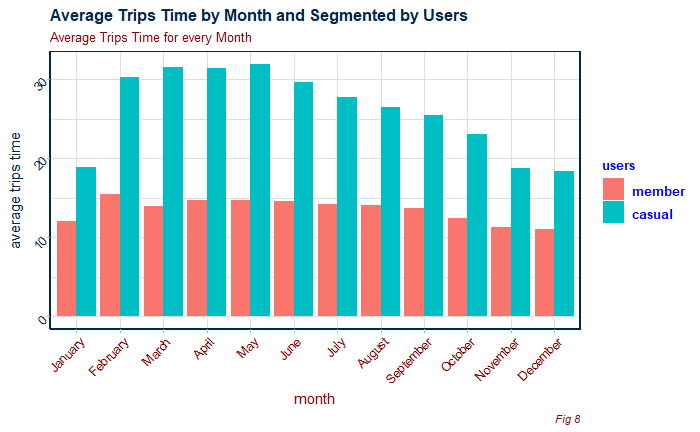 Average Trips Time by Month and Segmented by Users
Average Trips Time for every Month
average trips time
30
20
10
0
January
February
March
April
May
June
July
August
September
October
November
December
month
users
member
casual
Fig 8